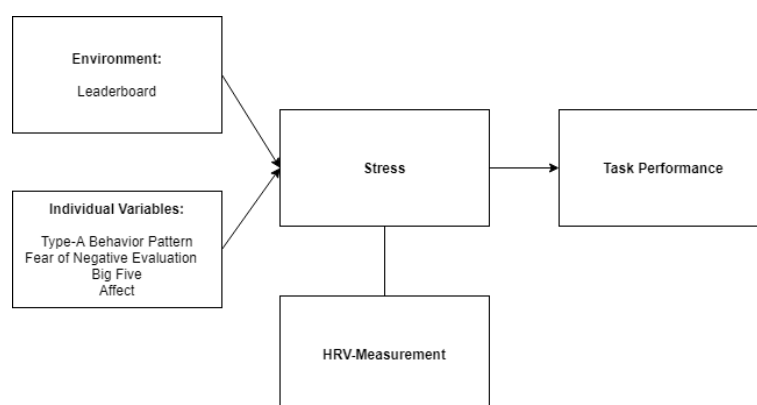 Environment:
Leaderboard
Stress
Task Performance
Individual Variables:
Type-A Behavior Pattern
Fear of Negative Evaluation
Big Five
Affect
HRV-Measurement